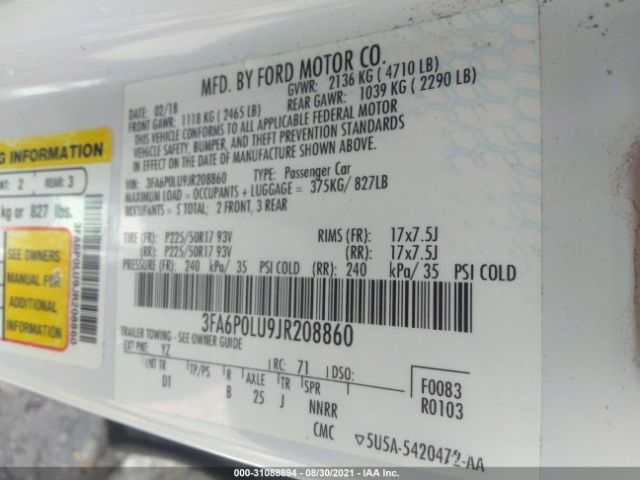 MFD. BY FORD MOTOR CO.
DATE: 02/18 GVWR: 2136 KG ( 4710 LB)
FRONT GAWR: 1118 KG ( 2465 LB) REAR GAWR: 1039 KG ( 2290 LB)
THIS VEHICLE CONFORMS TO ALL APPLICABLE FEDERAL MOTOR
VEHICLE SAFETY, BUMPER, AND THEFT PREVENTION STANDARDS
IN EFFECT ON THE DATE OF MANUFACTURE SHOWN ABOVE.
VIN: 3FA6P0LU9JR208860 TYPE: Passenger Car
MAXIMUM LOAD = OCCUPANTS + LUGGAGE = 375KG/ 827LB
OCCUPANTS = 5 TOTAL; 2 FRONT, 3 REAR
TIRE (FR): P225/50R17 93V RIMS (FR): 17x7.5J
(RR): P225/50R17 93V (RR): 17x7.5J
PRESSURE (FR): 240 kPa/ 35 PSI COLD (RR): 240 kPa/ 35 PSI COLD
3FA6P0LU9JR208860
TRAILER TOWING - SEE OWNER GUIDE
EXT PNT: YZ RC: 71 DSO:
INT TR TP/PS R AXLE TR SPR
DT B 25 J NNRR
CMC
F0083
R0103
5U5A-5420472-AA
G INFORMATION
NT: 2 REAR: 3
kg or 827 lbs.
SEE OWNERS
MANUAL FOR
ADDITIONAL
INFORMATION
3FA6P0LU9JR208860
000-31088894 - 08/30/2021 - IAA Inc.